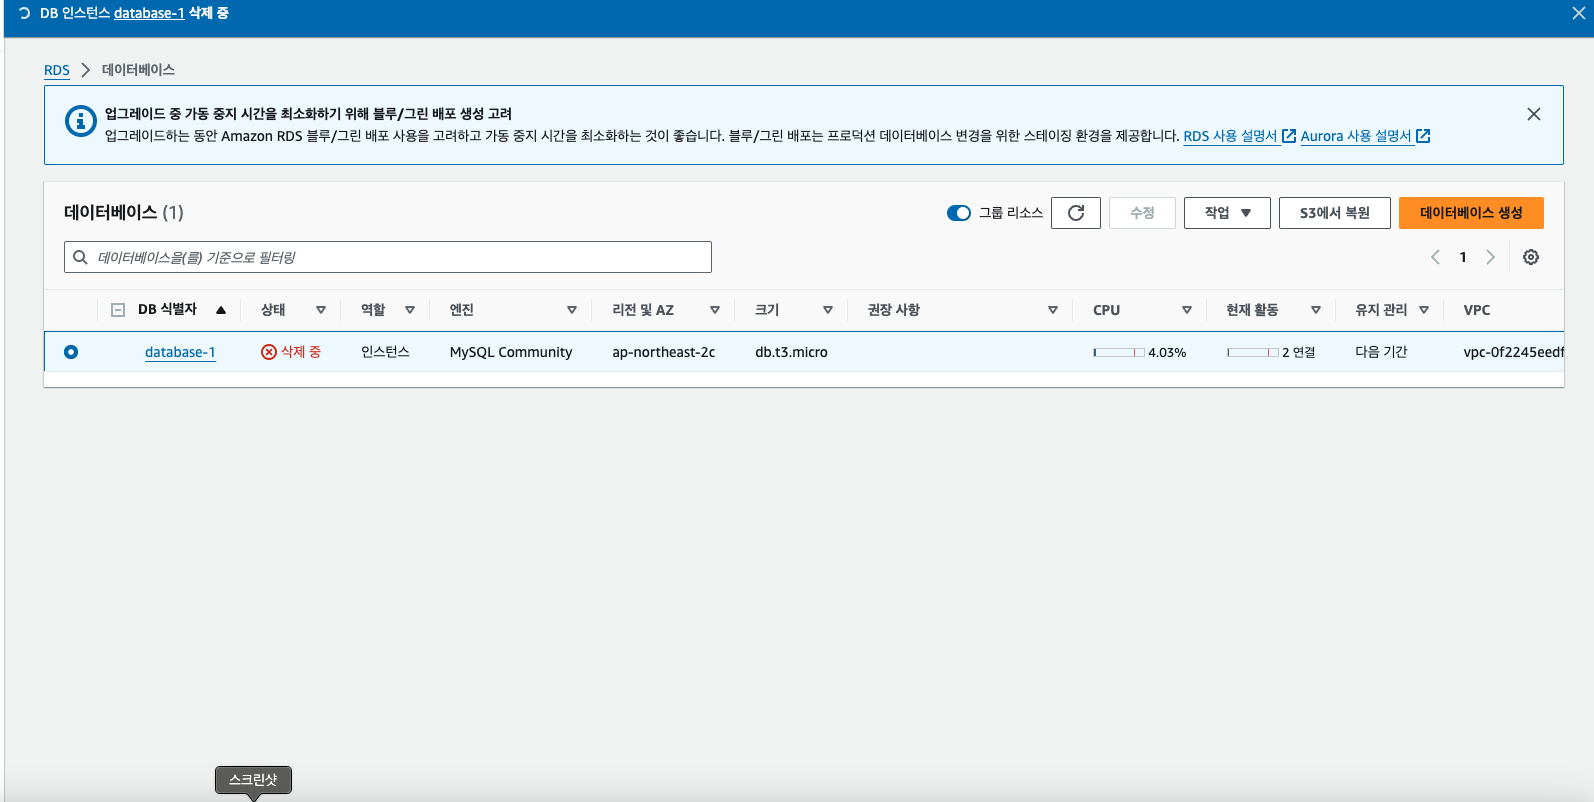 DB 인스턴스 database-1 삭제 중
RDS 데이터베이스
업그레이드 중 가동 중지 시간을 최소화하기 위해 블루/그린 배포 생성 고려
업그레이드하는 동안 Amazon RDS 블루/그린 배포 사용을 고려하고 가동 중지 시간을 최소화하는 것이 좋습니다. 블루/그린 배포는 프로덕션 데이터베이스 변경을 위한 스테이징 환경을 제공합니다. RDS 사용 설명서 Aurora 사용 설명서
데이터베이스 (1) 그룹 리소스 수정 작업 S3에서 복원 데이터베이스 생성
데이터베이스을(를) 기준으로 필터링 1
DB 식별자 상태 역할 엔진 리전 및 AZ 크기 권장 사항 CPU 현재 활동 유지 관리 VPC
database-1 삭제 중 인스턴스 MySQL Community ap-northeast-2c db.t3.micro 4.03% 2 연결 다음 기간 vpc-0f2245eedf
스크린샷